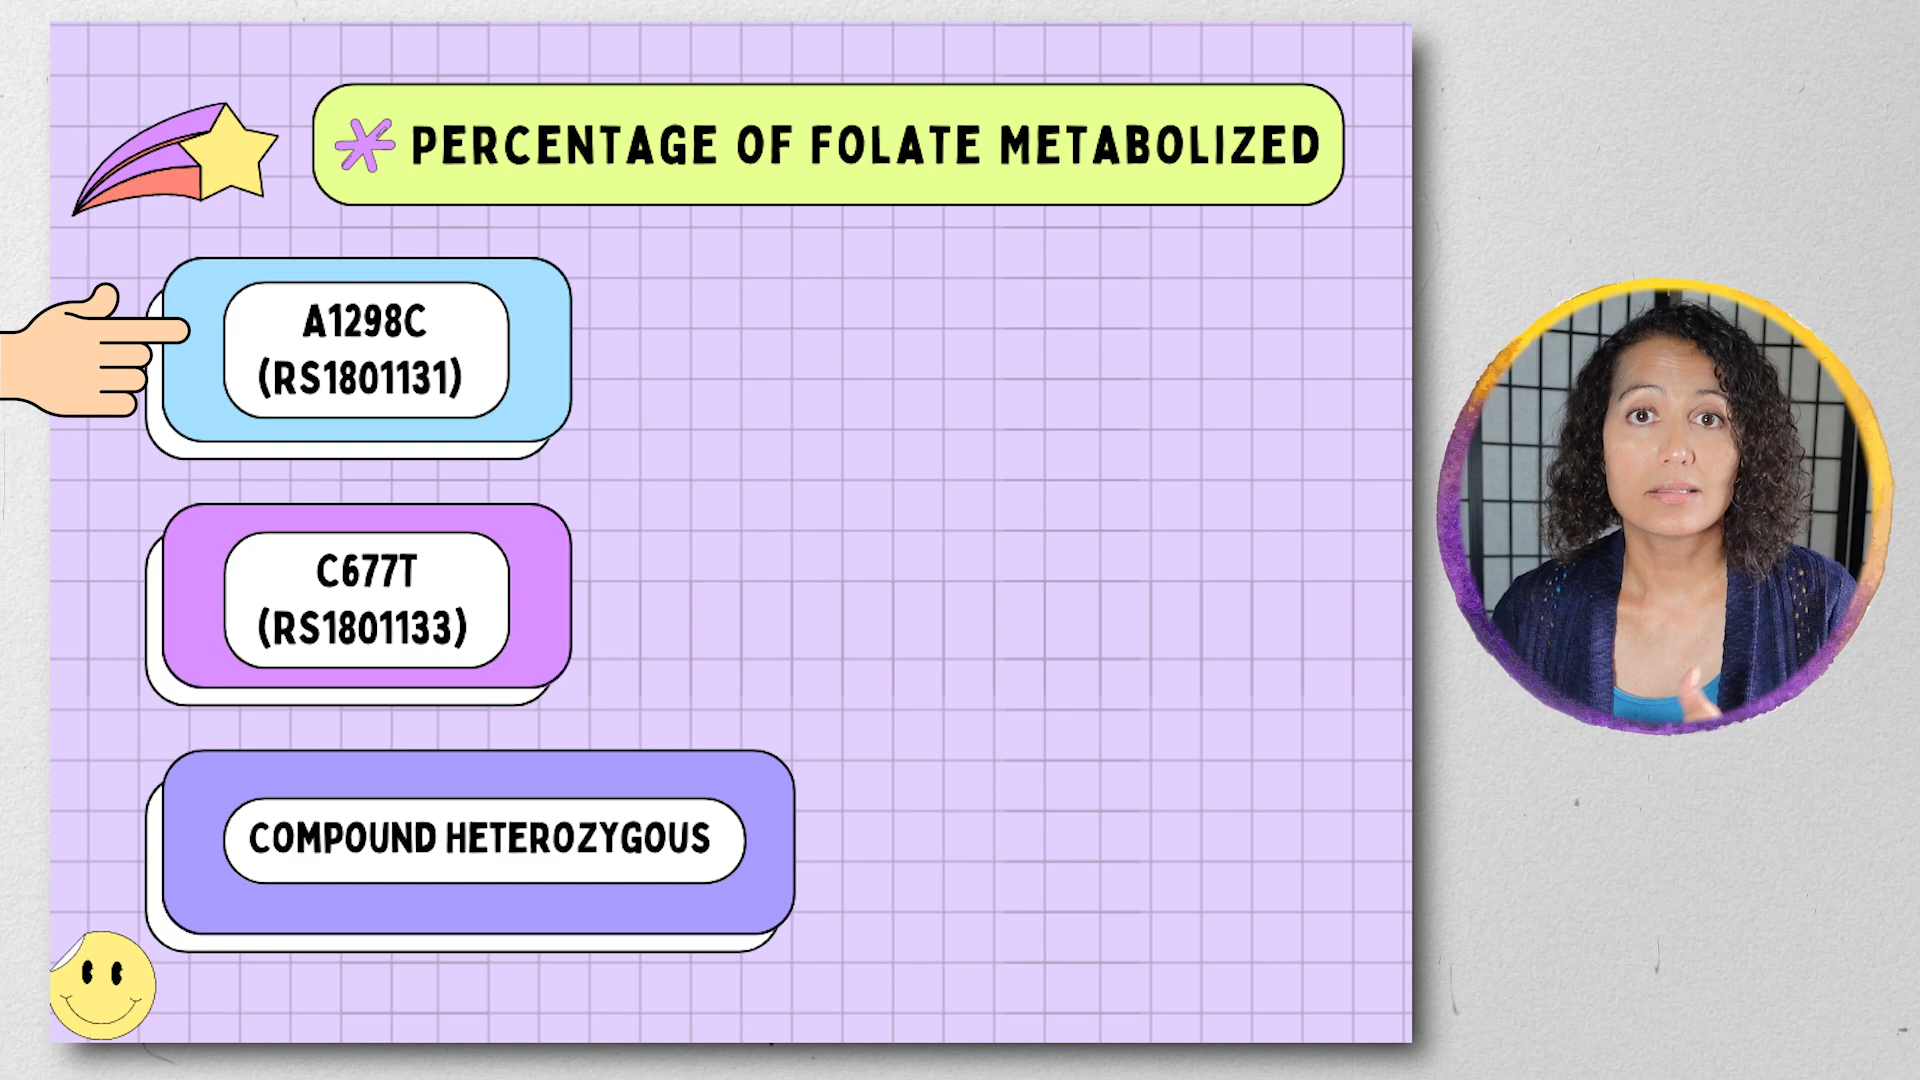 PERCENTAGE OF FOLATE METABOLIZED
A1298C
(RS1801131)
C677T
(RS1801133)
COMPOUND HETEROZYGOUS